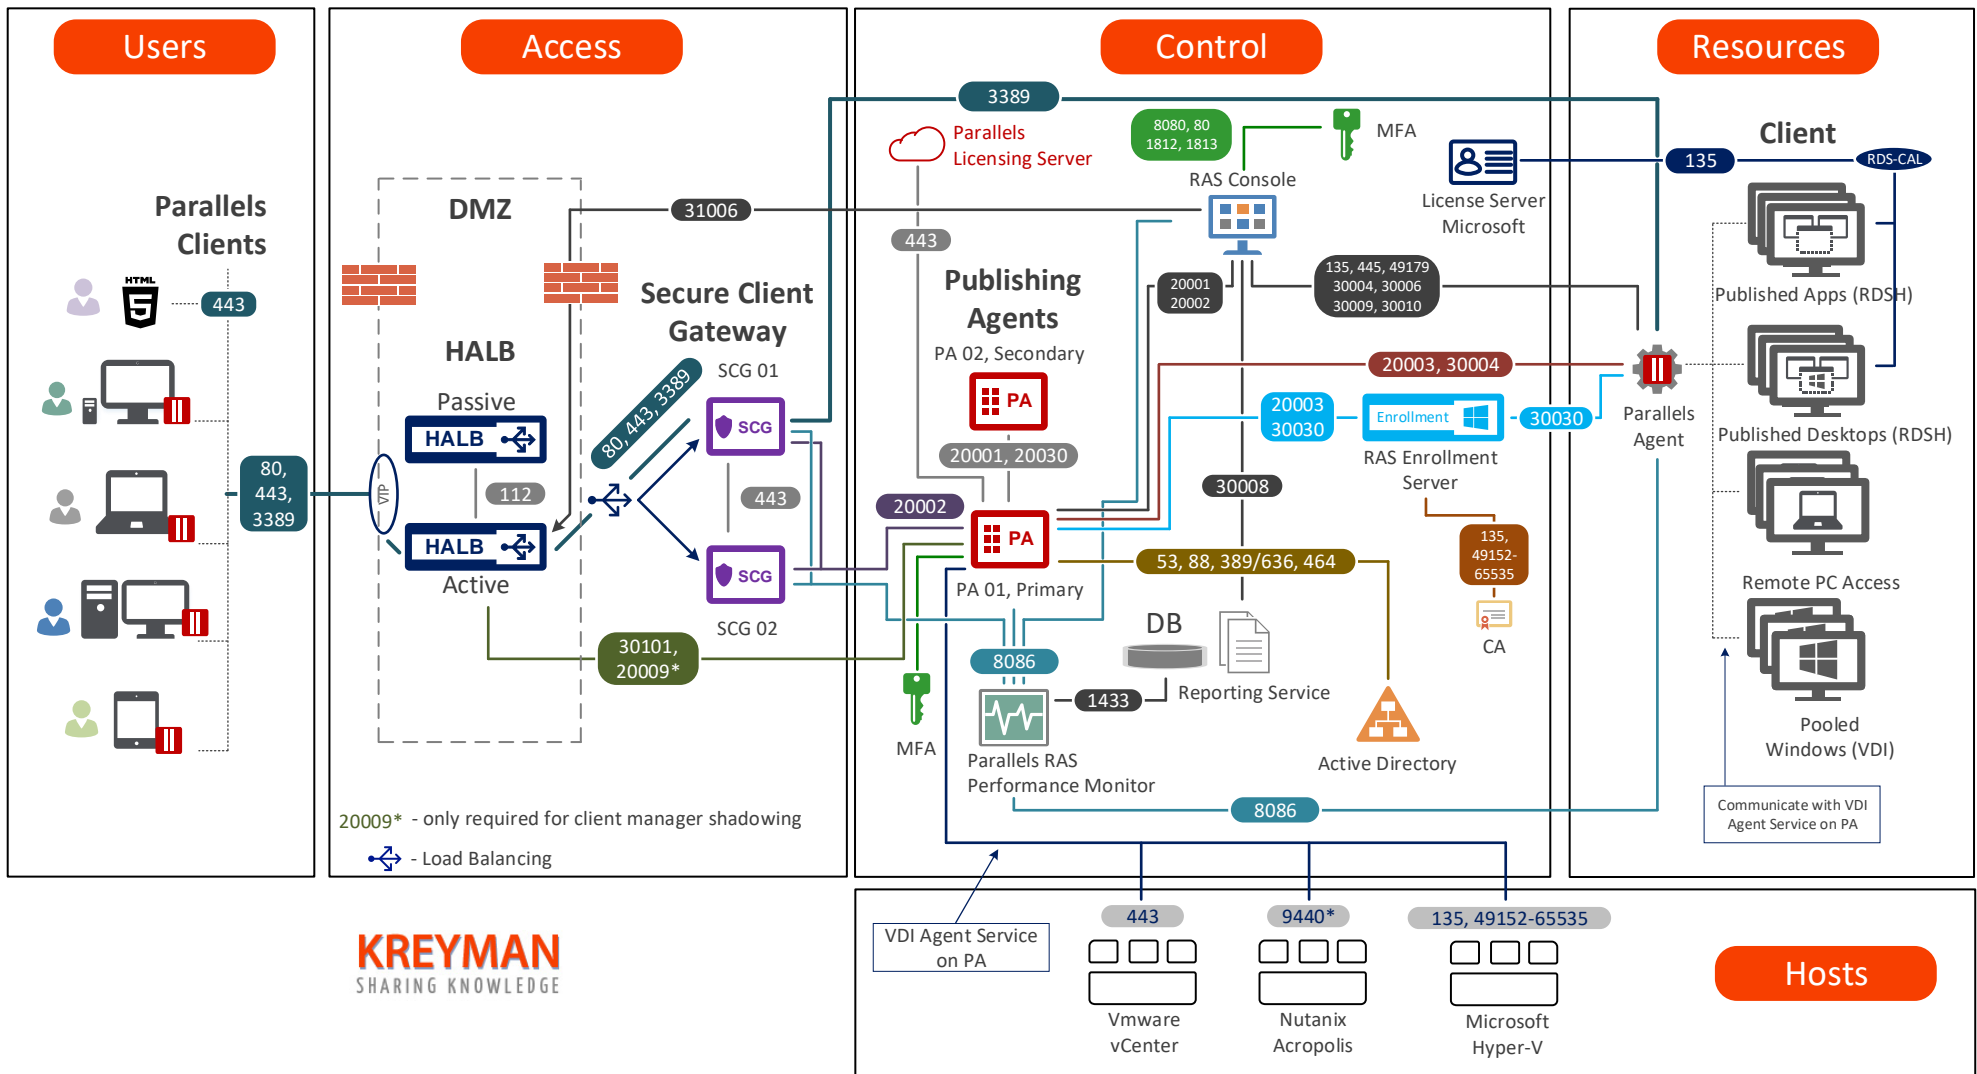 Users
Access
Control
Resources
Parallels
Clients
HTML
5
443
80,
443,
3389
DMZ
HALB
Passive
HALB
112
VIP
HALB
Active
31006
80, 443, 3389
Secure Client
Gateway
SCG 01
SCG
443
SCG
SCG 02
30101,
20009*
20009* - only required for client manager shadowing
- Load Balancing
3389
Parallels
Licensing Server
443
8080, 80
1812, 1813
MFA
RAS Console
License Server
Microsoft
135
RDS-CAL
Publishing
Agents
PA 02, Secondary
PA
20001, 20030
20001
20002
135, 445, 49179
30004, 30006
30009, 30010
20003, 30004
20003
30030
Enrollment
30030
RAS Enrollment
Server
30008
20002
PA
PA 01, Primary
53, 88, 389/636, 464
135,
49152-
65535
CA
DB
8086
1433
Reporting Service
MFA
Parallels RAS
Performance Monitor
Active Directory
8086
Parallels
Agent
Client
Published Apps (RDSH)
Published Desktops (RDSH)
Remote PC Access
Pooled
Windows (VDI)
Communicate with VDI
Agent Service on PA
VDI Agent Service
on PA
443
9440*
135, 49152-65535
Vmware
vCenter
Nutanix
Acropolis
Microsoft
Hyper-V
Hosts
KREYMAN
SHARING KNOWLEDGE